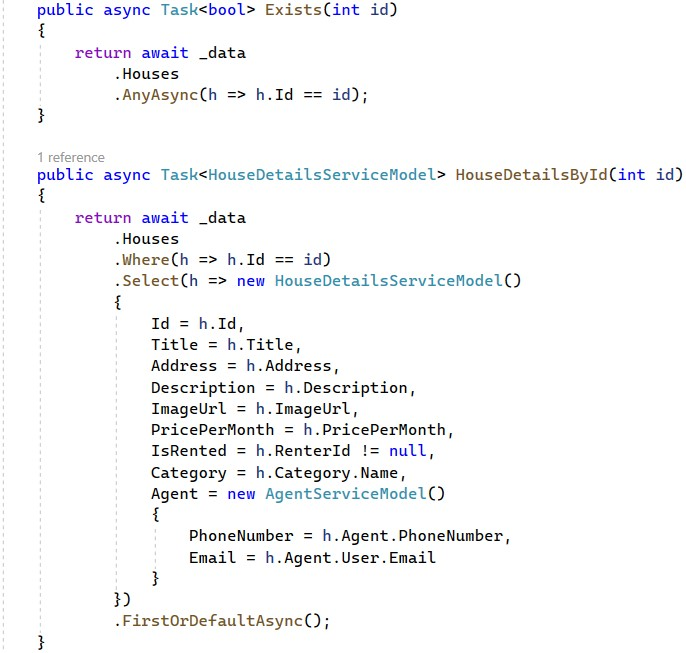 public async Task<bool> Exists(int id)
{
    return await _data
        .Houses
        .AnyAsync(h => h.Id == id);
}
1 reference
public async Task<HouseDetailsServiceModel> HouseDetailsById(int id)
{
    return await _data
        .Houses
        .Where(h => h.Id == id)
        .Select(h => new HouseDetailsServiceModel()
        {
            Id = h.Id,
            Title = h.Title,
            Address = h.Address,
            Description = h.Description,
            ImageUrl = h.ImageUrl,
            PricePerMonth = h.PricePerMonth,
            IsRented = h.RenterId != null,
            Category = h.Category.Name,
            Agent = new AgentServiceModel()
            {
                PhoneNumber = h.Agent.PhoneNumber,
                Email = h.Agent.User.Email
            }
        })
        .FirstOrDefaultAsync();
}